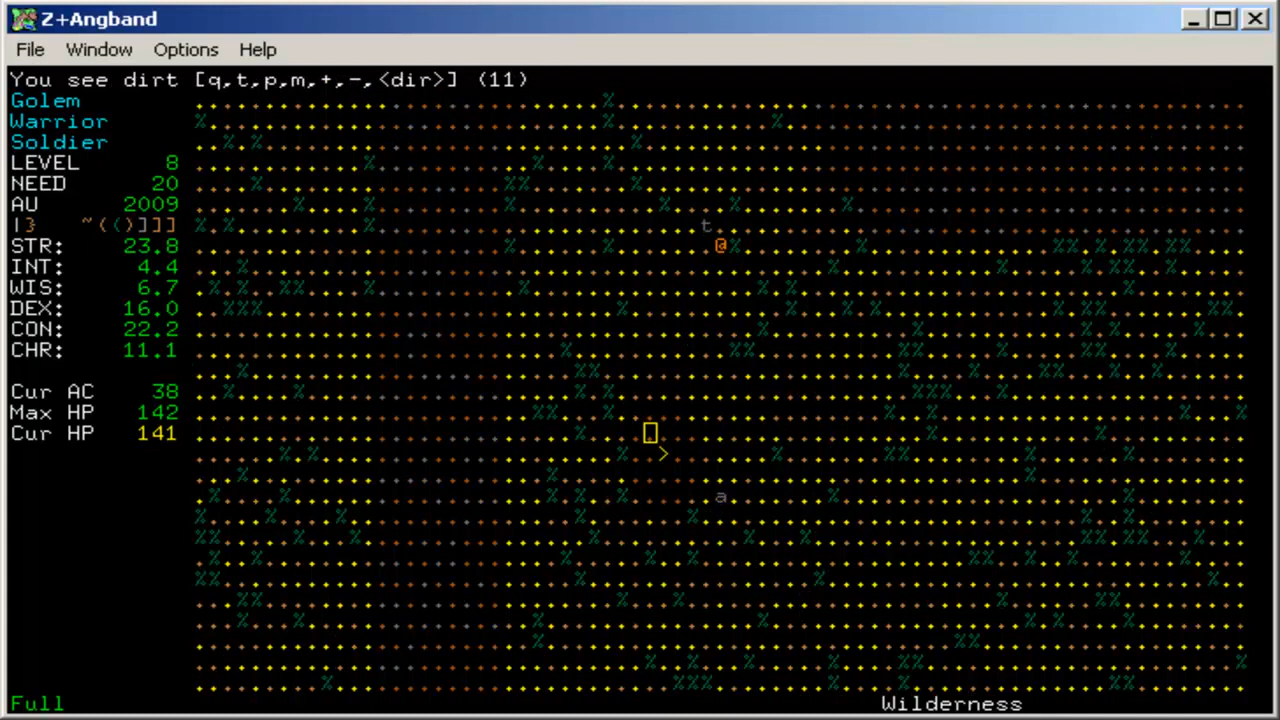 Z+Angband
File Window Options Help
You see dirt [q,t,p,m,+,-,<dir>] (11)
Golem
Warrior
Soldier
LEVEL 8
NEED 20
AU 2009
|} ~(()]]]
STR: 23.8
INT: 4.4
WIS: 6.7
DEX: 16.0
CON: 22.2
CHR: 11.1
Cur AC 38
Max HP 142
Cur HP 141
t
@
>
a
Full Wilderness